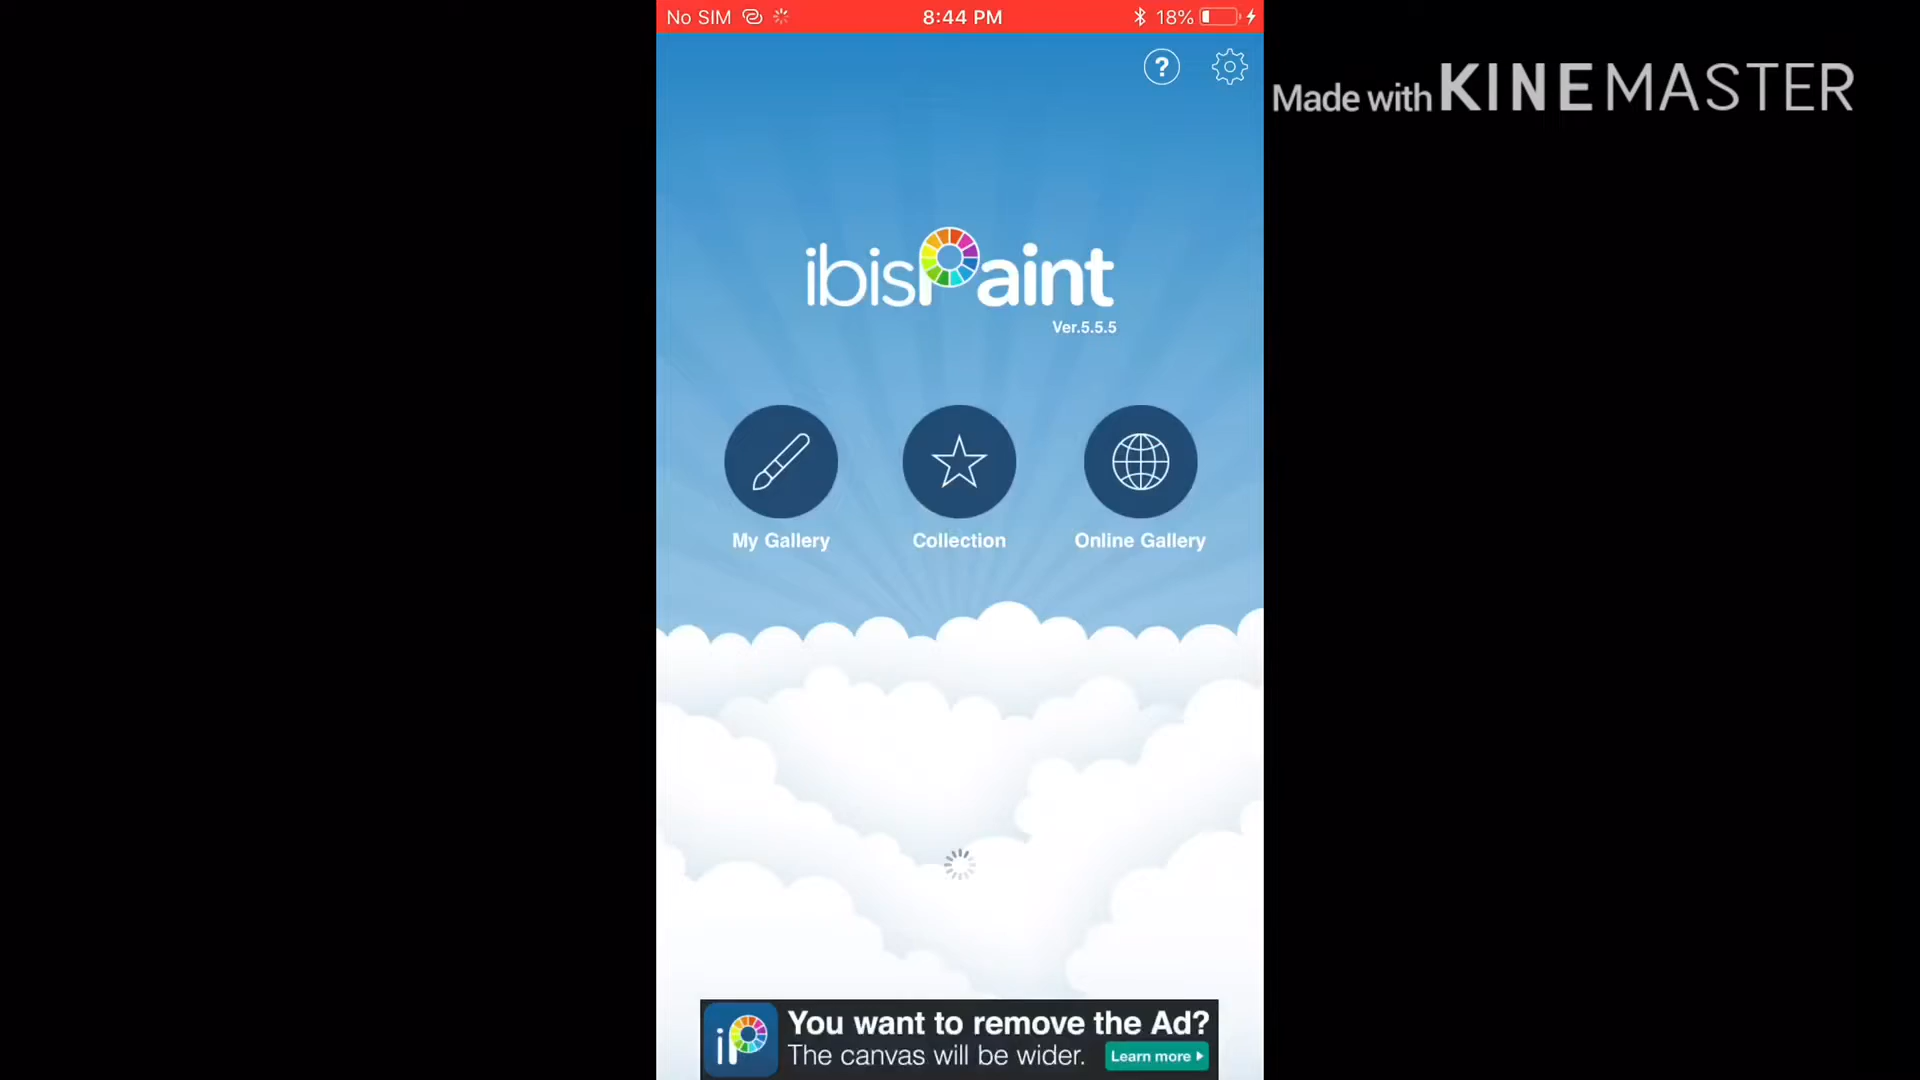 No SIM 8:44 PM 18%
?
Made with KINEMASTER
ibisPaint
Ver.5.5.5
My Gallery Collection Online Gallery
iP You want to remove the Ad?
The canvas will be wider. Learn more